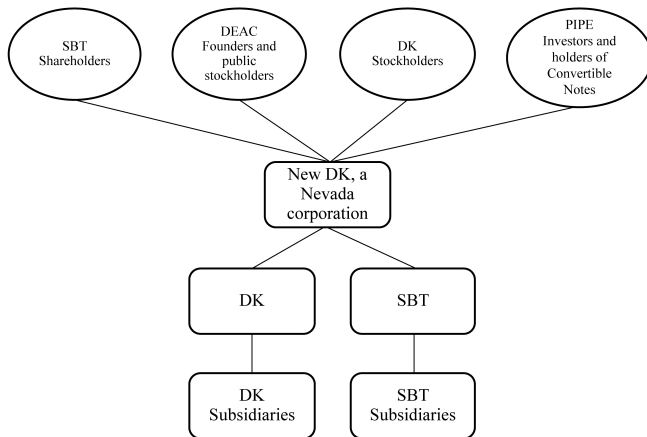 SBT
Shareholders
DEAC
Founders and
public
stockholders
DK
Stockholders
PIPE
Investors and
holders of
Convertible
Notes
New DK, a
Nevada
corporation
DK
SBT
DK
Subsidiaries
SBT
Subsidiaries